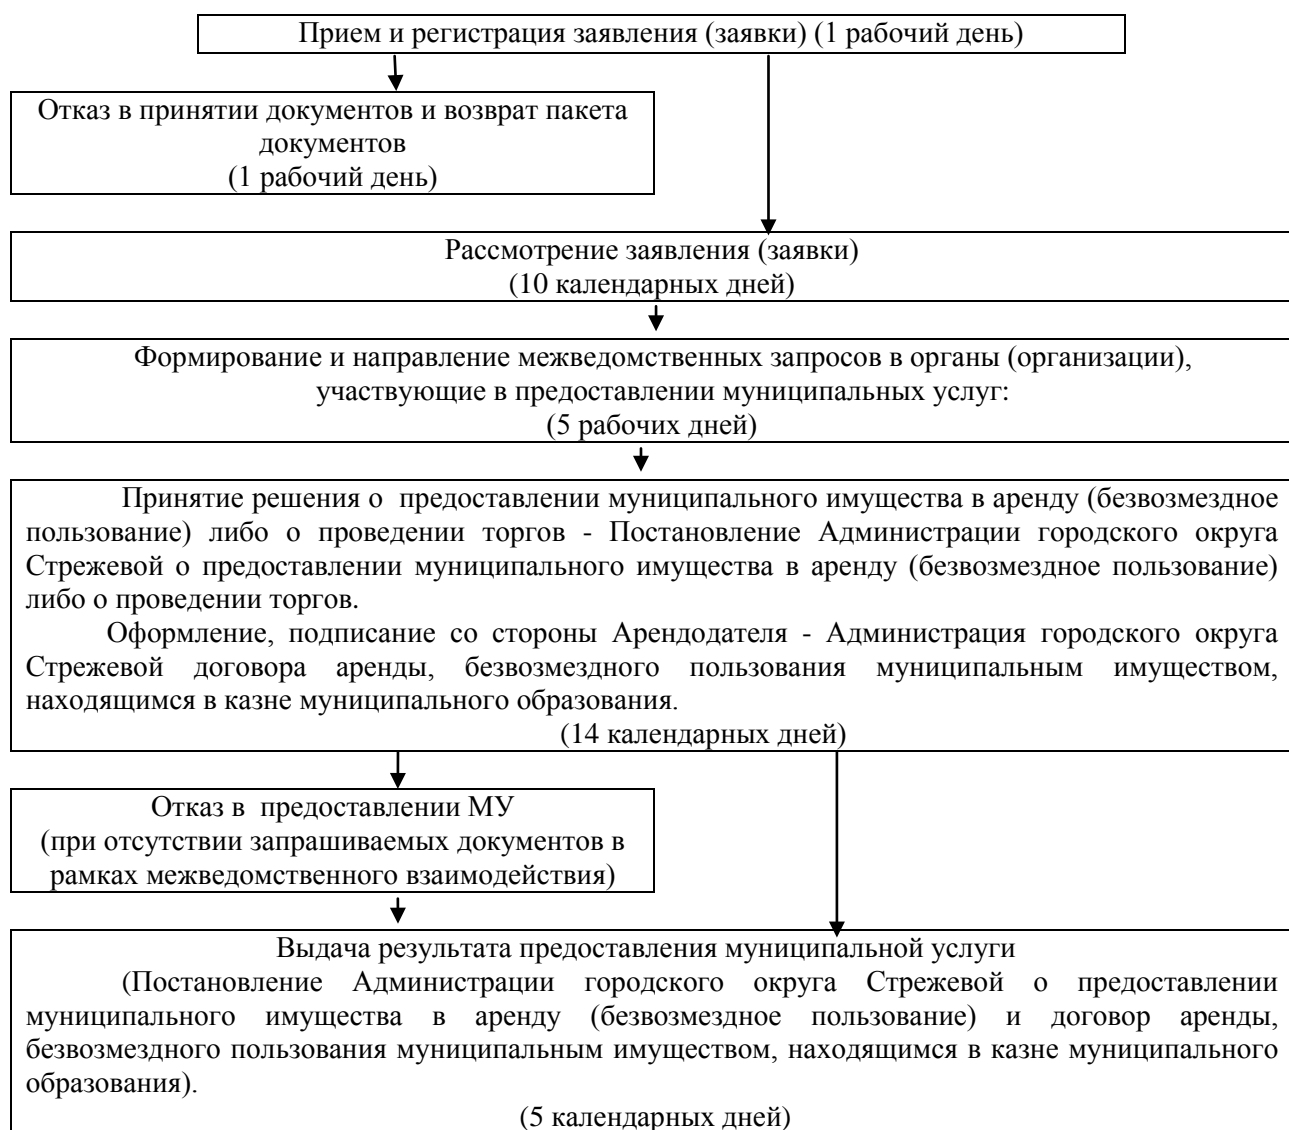 Прием и регистрация заявления (заявки) (1 рабочий день)
Отказ в принятии документов и возврат пакета
документов
(1 рабочий день)
Рассмотрение заявления (заявки)
(10 календарных дней)
Формирование и направление межведомственных запросов в органы (организации),
участвующие в предоставлении муниципальных услуг:
(5 рабочих дней)
Принятие решения о предоставлении муниципального имущества в аренду (безвозмездное
пользование) либо о проведении торгов - Постановление Администрации городского округа
Стрежевой о предоставлении муниципального имущества в аренду (безвозмездное пользование)
либо о проведении торгов.
Оформление, подписание со стороны Арендодателя - Администрация городского округа
Стрежевой договора аренды, безвозмездного пользования муниципальным имуществом,
находящимся в казне муниципального образования.
(14 календарных дней)
Отказ в предоставлении МУ
(при отсутствии запрашиваемых документов в
рамках межведомственного взаимодействия)
Выдача результата предоставления муниципальной услуги
(Постановление Администрации городского округа Стрежевой о предоставлении
муниципального имущества в аренду (безвозмездное пользование) и договор аренды,
безвозмездного пользования муниципальным имуществом, находящимся в казне муниципального
образования).
(5 календарных дней)